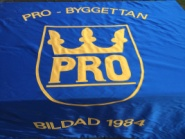 PRO - BYGGETTAN
PRO
BILDAD 1984